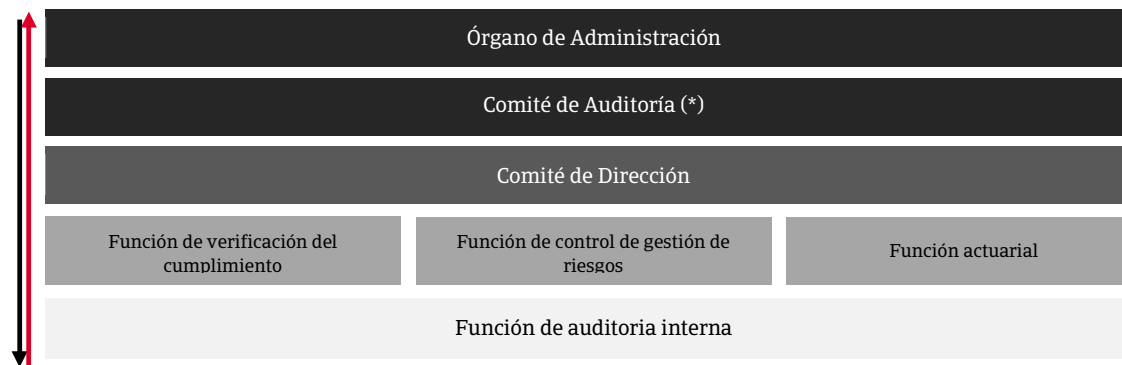 Órgano de Administración
Comité de Auditoría (*)
Comité de Dirección
Función de verificación del
cumplimiento
Función de control de gestión de
riesgos
Función actuarial
Función de auditoria interna